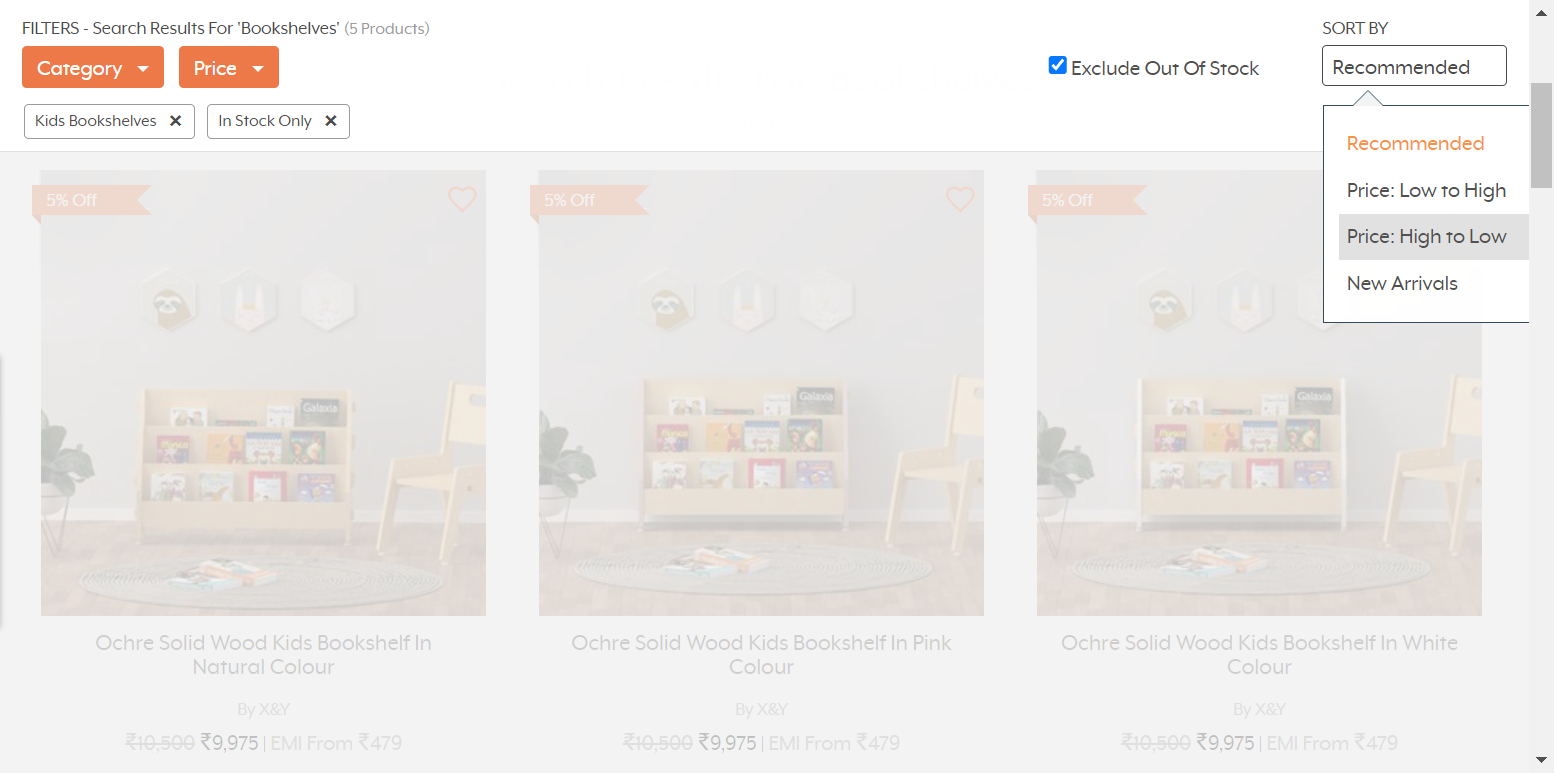 FILTERS - Search Results For 'Bookshelves' (5 Products)
SORT BY
Category
Price
Exclude Out Of Stock
Recommended
Kids Bookshelves ✕
In Stock Only ✕
Recommended
Price: Low to High
Price: High to Low
New Arrivals
5% Off
5% Off
5% Off
Galaxia
Galaxia
Galaxia
Ochre Solid Wood Kids Bookshelf In
Natural Colour
By X&Y
₹10,500 ₹9,975 | EMI From ₹479
Ochre Solid Wood Kids Bookshelf In Pink
Colour
By X&Y
₹10,500 ₹9,975 | EMI From ₹479
Ochre Solid Wood Kids Bookshelf In White
Colour
By X&Y
₹10,500 ₹9,975 | EMI From ₹479